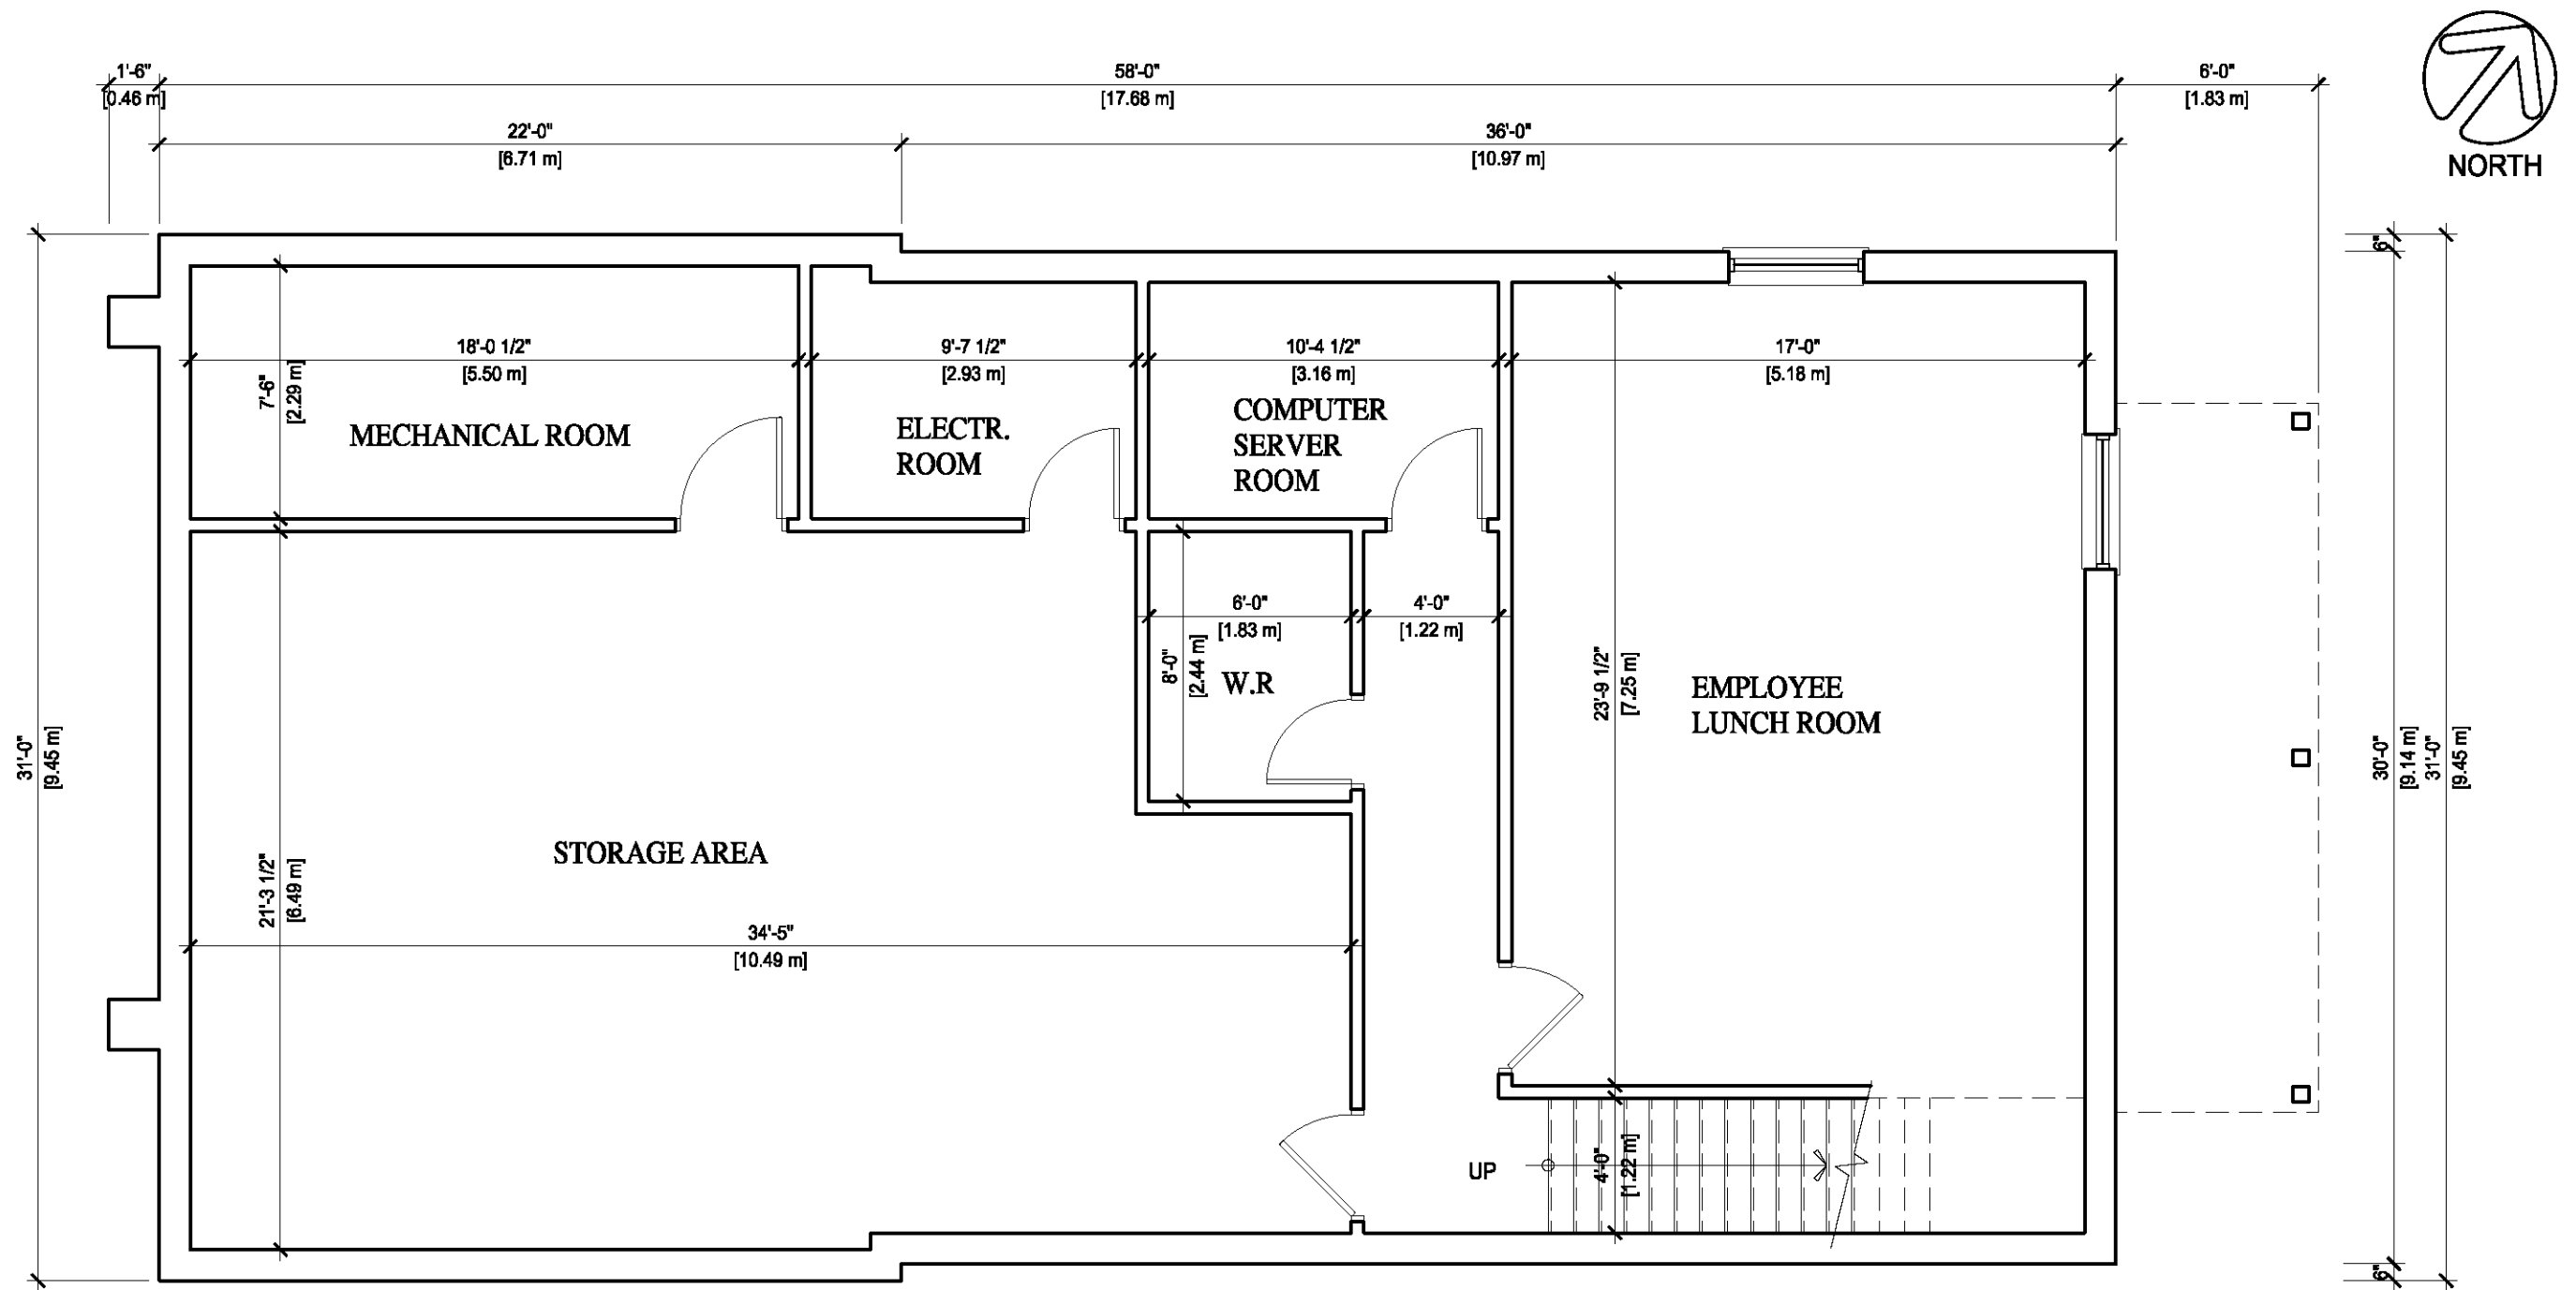 1'-6"
[0.46 m]
58'-0"
[17.68 m]
6'-0"
[1.83 m]
NORTH
22'-0"
[6.71 m]
36'-0"
[10.97 m]
6"
18'-0 1/2"
[5.50 m]
9'-7 1/2"
[2.93 m]
10'-4 1/2"
[3.16 m]
17'-0"
[5.18 m]
7'-6"
[2.29 m]
MECHANICAL ROOM
ELECTR.
ROOM
COMPUTER
SERVER
ROOM
6'-0"
[1.83 m]
4'-0"
[1.22 m]
8'-0"
[2.44 m]
W.R
23'-9 1/2"
[7.25 m]
EMPLOYEE
LUNCH ROOM
31'-0"
[9.45 m]
30'-0"
[9.14 m]
31'-0"
[9.45 m]
STORAGE AREA
21'-3 1/2"
[6.49 m]
34'-5"
[10.49 m]
UP
4'-0"
[1.22 m]
6"